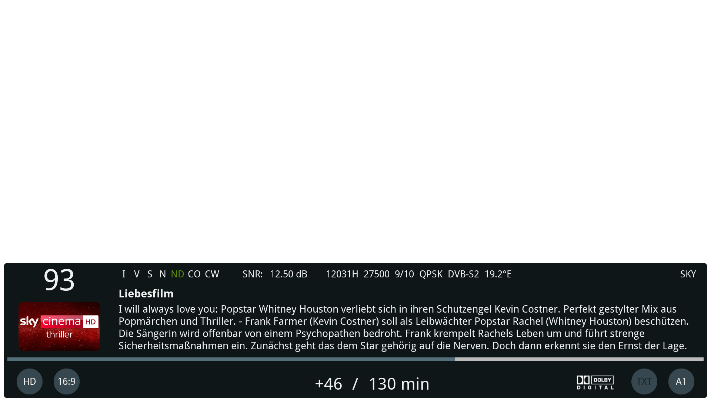 93
I V S N ND CO CW SNR: 12.50 dB 12031H 27500 9/10 QPSK DVB-S2 19.2°E SKY
Liebesfilm
I will always love you: Popstar Whitney Houston verliebt sich in ihren Schutzengel Kevin Costner. Perfekt gestylter Mix aus
Popmärchen und Thriller. - Frank Farmer (Kevin Costner) soll als Leibwächter Popstar Rachel (Whitney Houston) beschützen.
Die Sängerin wird offenbar von einem Psychopathen bedroht. Frank krempelt Rachels Leben um und führt strenge
Sicherheitsmaßnahmen ein. Zunächst geht das dem Star gehörig auf die Nerven. Doch dann erkennt sie den Ernst der Lage.
sky cinema HD
thriller
HD 16:9 +46 / 130 min DOLBY TXT A1
DIGITAL